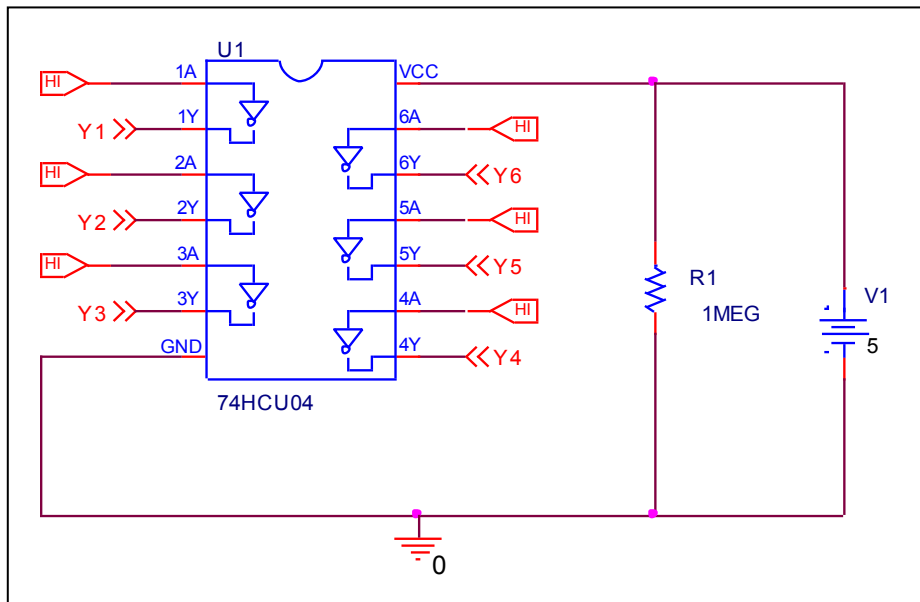 U1
HI
1A
VCC
Y1
1Y
6A
HI
HI
2A
6Y
Y6
Y2
2Y
5A
HI
HI
3A
5Y
Y5
Y3
3Y
4A
HI
GND
4Y
Y4
74HCU04
R1
1MEG
V1
5
0